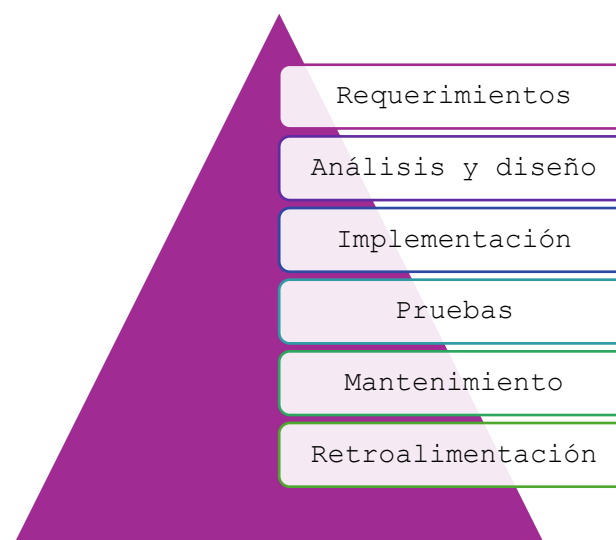 Requerimientos
Análisis y diseño
Implementación
Pruebas
Mantenimiento
Retroalimentación